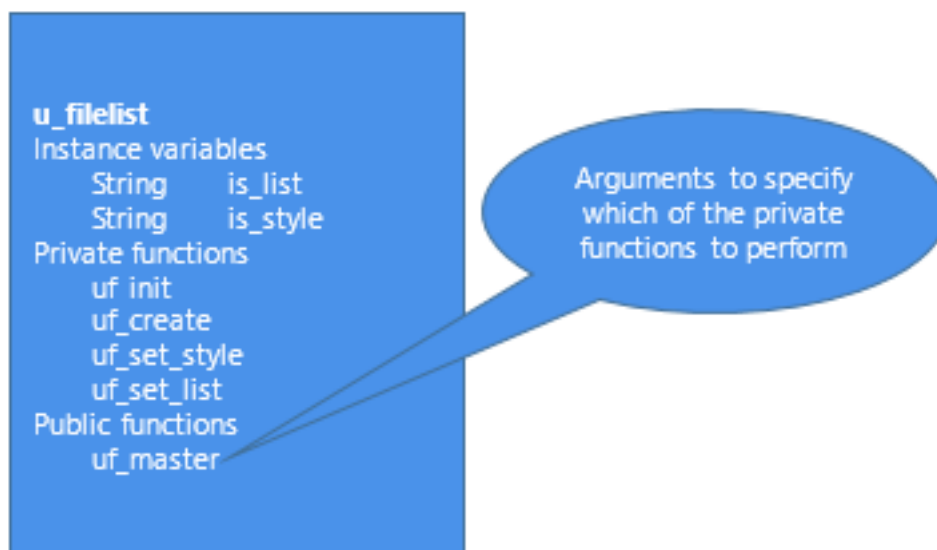 u_filelist
Instance variables
String is_list
String is_style
Private functions
uf init
uf_create
uf_set_style
uf_set_list
Public functions
uf_master
Arguments to specify
which of the private
functions to perform